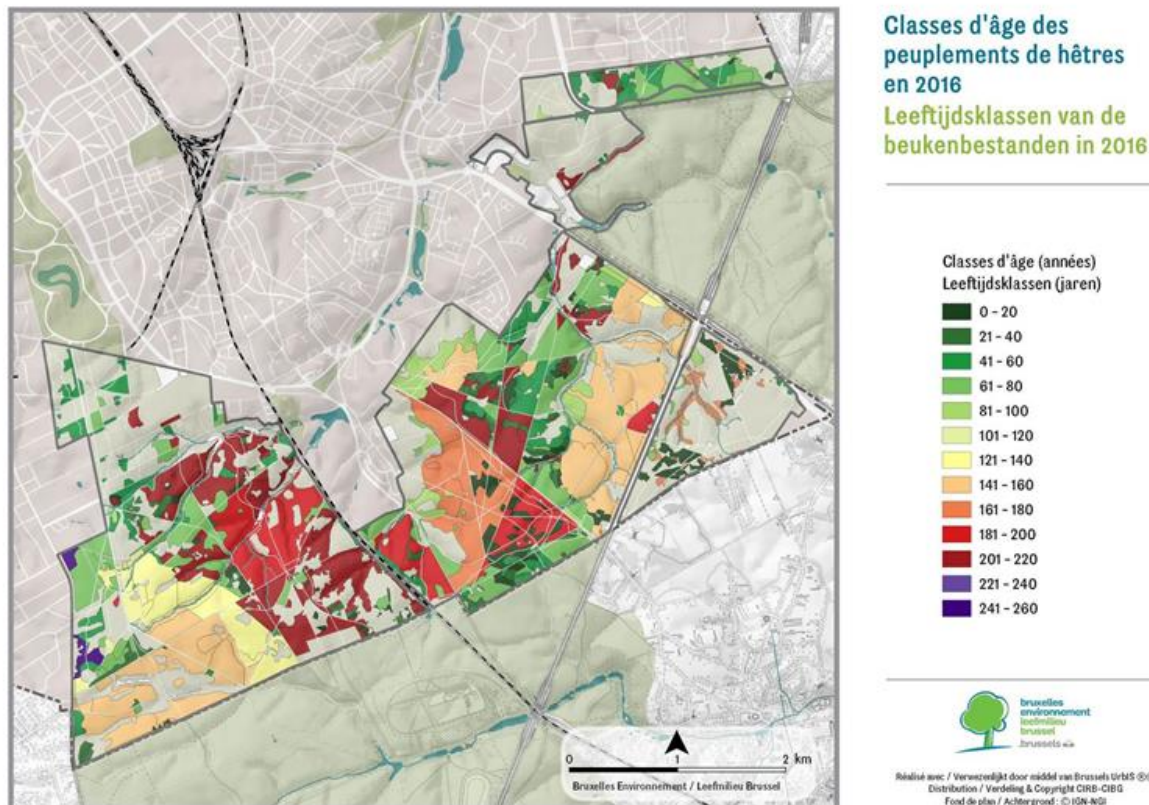 Classes d'âge des
peuplements de hêtres
en 2016
Leeftijdsklassen van de
beukenbestanden in 2016
Classes d'âge (années)
Leeftijdsklassen (jaren)
0 - 20
21 - 40
41 - 60
61 - 80
81 - 100
101 - 120
121 - 140
141 - 160
161 - 180
181 - 200
201 - 220
221 - 240
241 - 260
0 1 2 km
Bruxelles Environnement / Leefmilieu Brussel
bruxelles
environnement
leefmilieu
brussel
.brussels
Réalisé avec / Verwezenlijkt door middel van Brussels UrbIS ®©
Distribution / Verdeling & Copyright CIRB-CIBG
Fond de plan / Achtergrond : © IGN-NGI